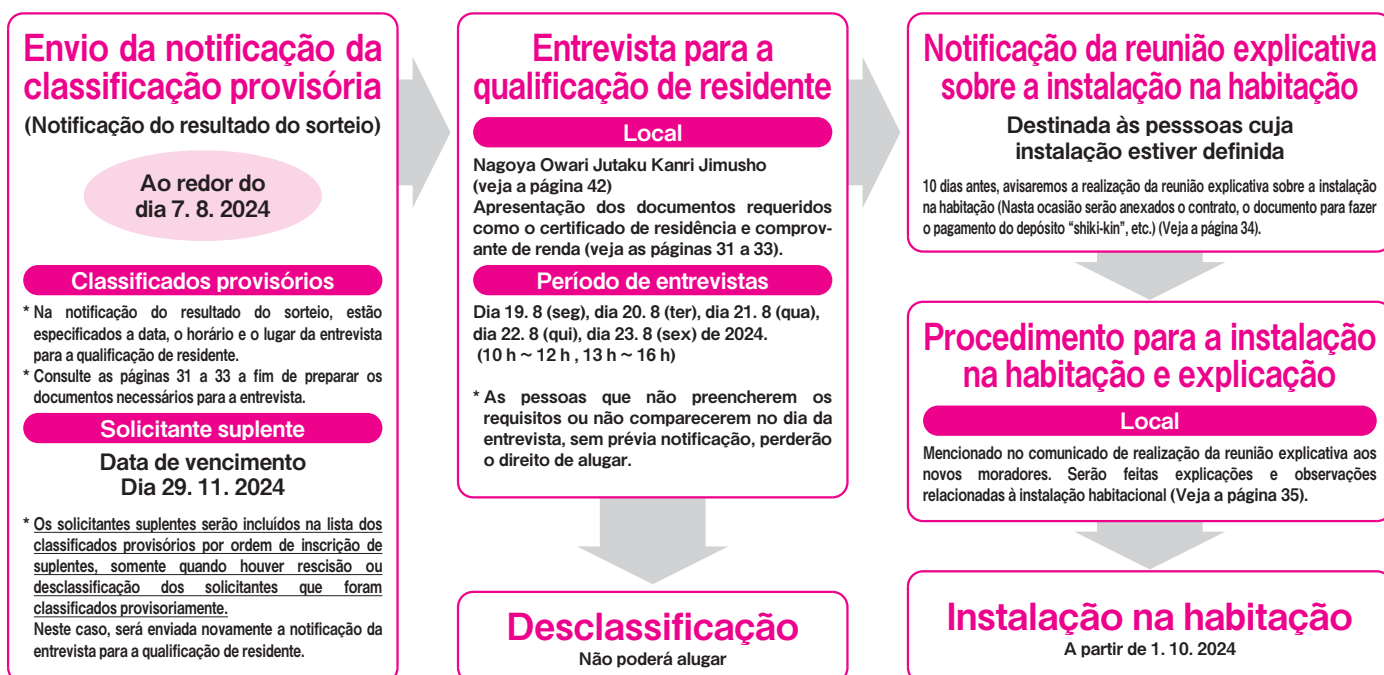 Envio da notificação da
classificação provisória
(Notificação do resultado do sorteio)
Ao redor do
dia 7. 8. 2024
Classificados provisórios
* Na notificação do resultado do sorteio, estão
especificados a data, o horário e o lugar da entrevista
para a qualificação de residente.
* Consulte as páginas 31 a 33 a fim de preparar os
documentos necessários para a entrevista.
Solicitante suplente
Data de vencimento
Dia 29. 11. 2024
* Os solicitantes suplentes serão incluídos na lista dos
classificados provisórios por ordem de inscrição de
suplentes, somente quando houver rescisão ou
desclassificação dos solicitantes que foram
classificados provisoriamente.
Neste caso, será enviada novamente a notificação da
entrevista para a qualificação de residente.
Entrevista para a
qualificação de residente
Local
Nagoya Owari Jutaku Kanri Jimusho
(veja a página 42)
Apresentação dos documentos requeridos
como o certificado de residência e comprov-
ante de renda (veja as páginas 31 a 33).
Período de entrevistas
Dia 19. 8 (seg), dia 20. 8 (ter), dia 21. 8 (qua),
dia 22. 8 (qui), dia 23. 8 (sex) de 2024.
(10 h ~ 12 h , 13 h ~ 16 h)
* As pessoas que não preencherem os
requisitos ou não comparecerem no dia da
entrevista, sem prévia notificação, perderão
o direito de alugar.
Desclassificação
Não poderá alugar
Notificação da reunião explicativa
sobre a instalação na habitação
Destinada às pesssoas cuja
instalação estiver definida
10 dias antes, avisaremos a realização da reunião explicativa sobre a instalação
na habitação (Nasta ocasião serão anexados o contrato, o documento para fazer
o pagamento do depósito “shiki-kin”, etc.) (Veja a página 34).
Procedimento para a instalação
na habitação e explicação
Local
Mencionado no comunicado de realização da reunião explicativa aos
novos moradores. Serão feitas explicações e observações
relacionadas à instalação habitacional (Veja a página 35).
Instalação na habitação
A partir de 1. 10. 2024